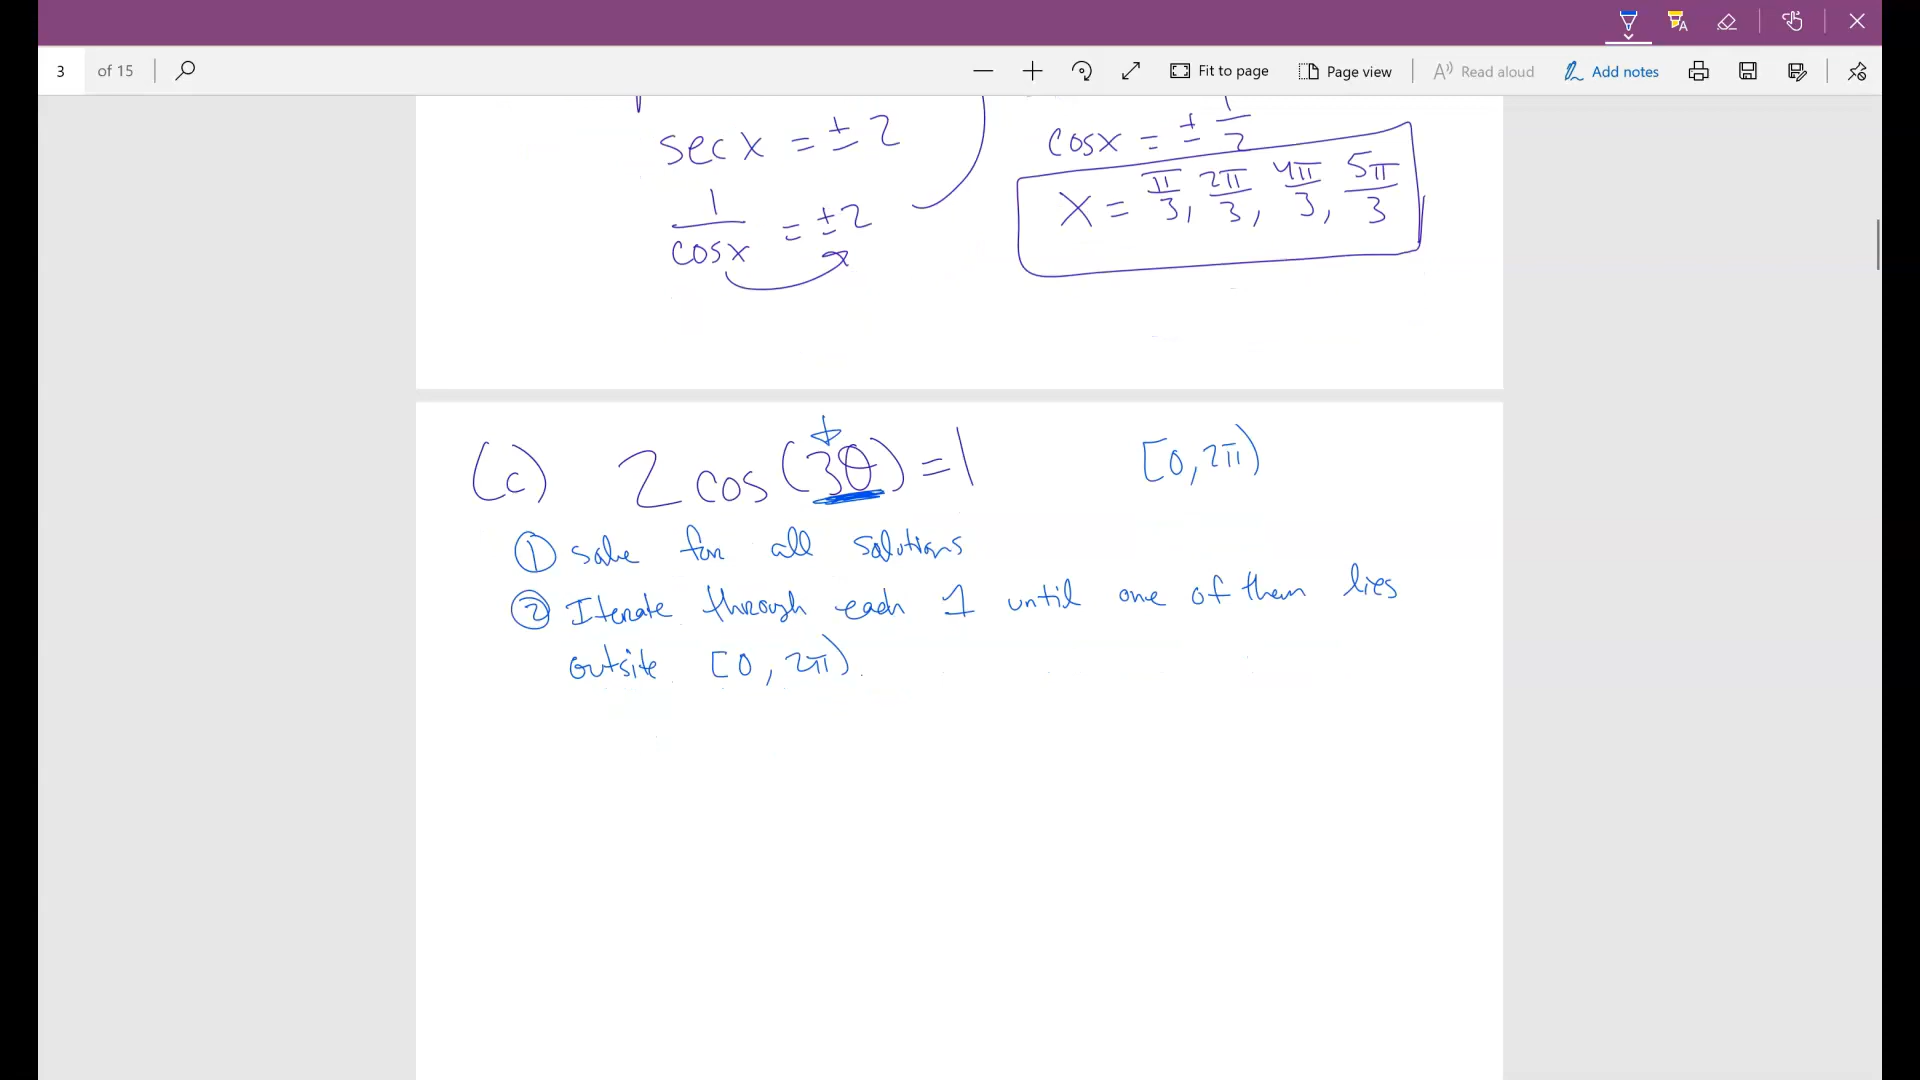 3 of 15 Fit to page Page view Read aloud Add notes
sec x = ± 2
1/cosx = ±2
cosx = ± 1/2
x = π/3, 2π/3, 4π/3, 5π/3
(c) 2 cos (3θ) = 1 [0, 2π)
① solve for all solutions
② Iterate through each 1 until one of them lies
outside [0, 2π).